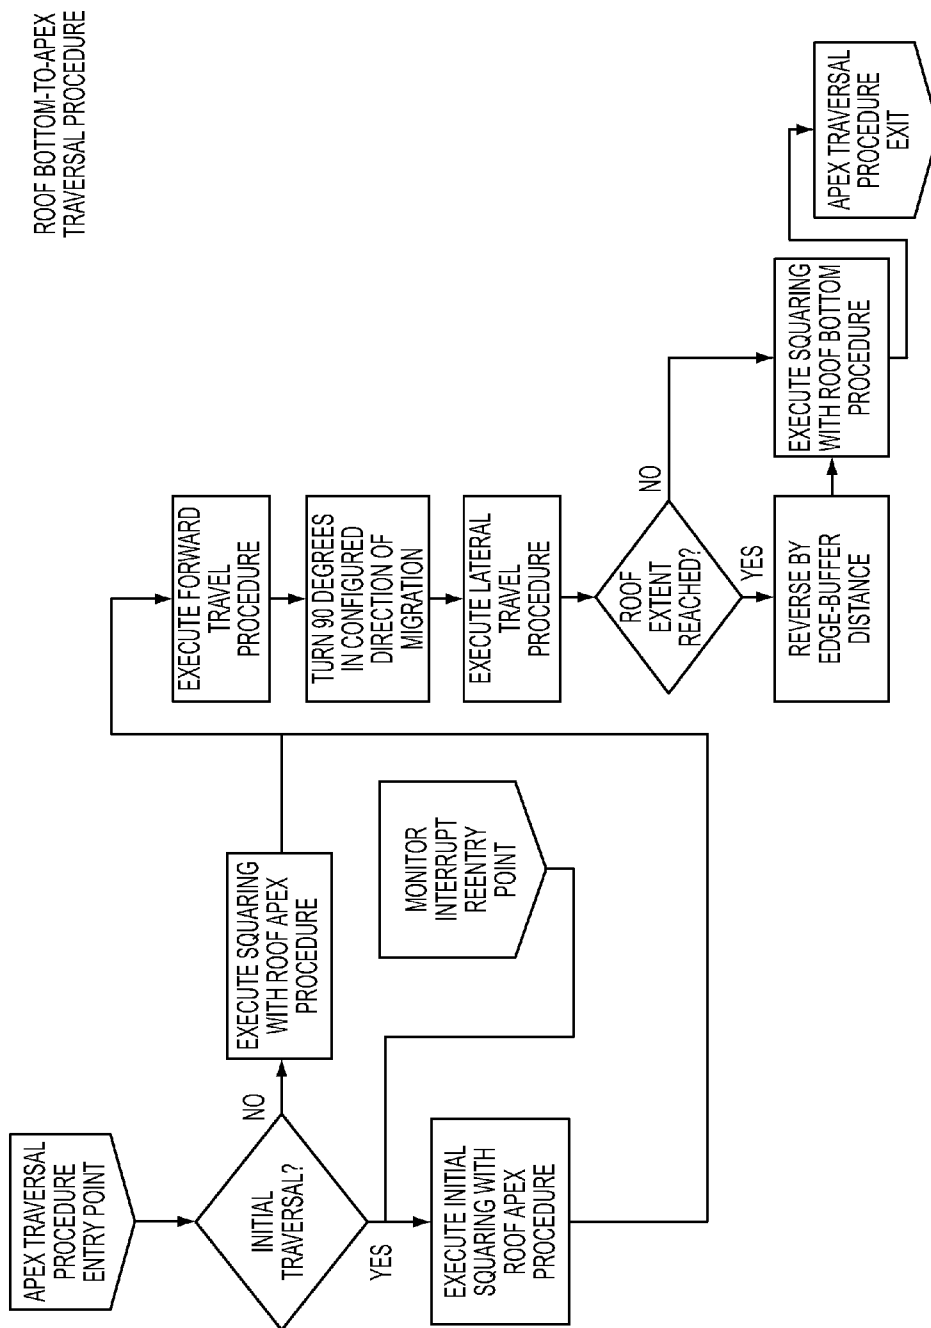 ROOF BOTTOM-TO-APEX
TRAVERSAL PROCEDURE
APEX TRAVERSAL
PROCEDURE
ENTRY POINT
INITIAL
TRAVERSAL?
NO
YES
EXECUTE SQUARING
WITH ROOF APEX
PROCEDURE
MONITOR
INTERRUPT
REENTRY
POINT
EXECUTE INITIAL
SQUARING WITH
ROOF APEX
PROCEDURE
EXECUTE FORWARD
TRAVEL
PROCEDURE
TURN 90 DEGREES
IN CONFIGURED
DIRECTION OF
MIGRATION
EXECUTE LATERAL
TRAVEL
PROCEDURE
ROOF
EXTENT
REACHED?
NO
YES
REVERSE BY
EDGE-BUFFER
DISTANCE
EXECUTE SQUARING
WITH ROOF BOTTOM
PROCEDURE
APEX TRAVERSAL
PROCEDURE
EXIT